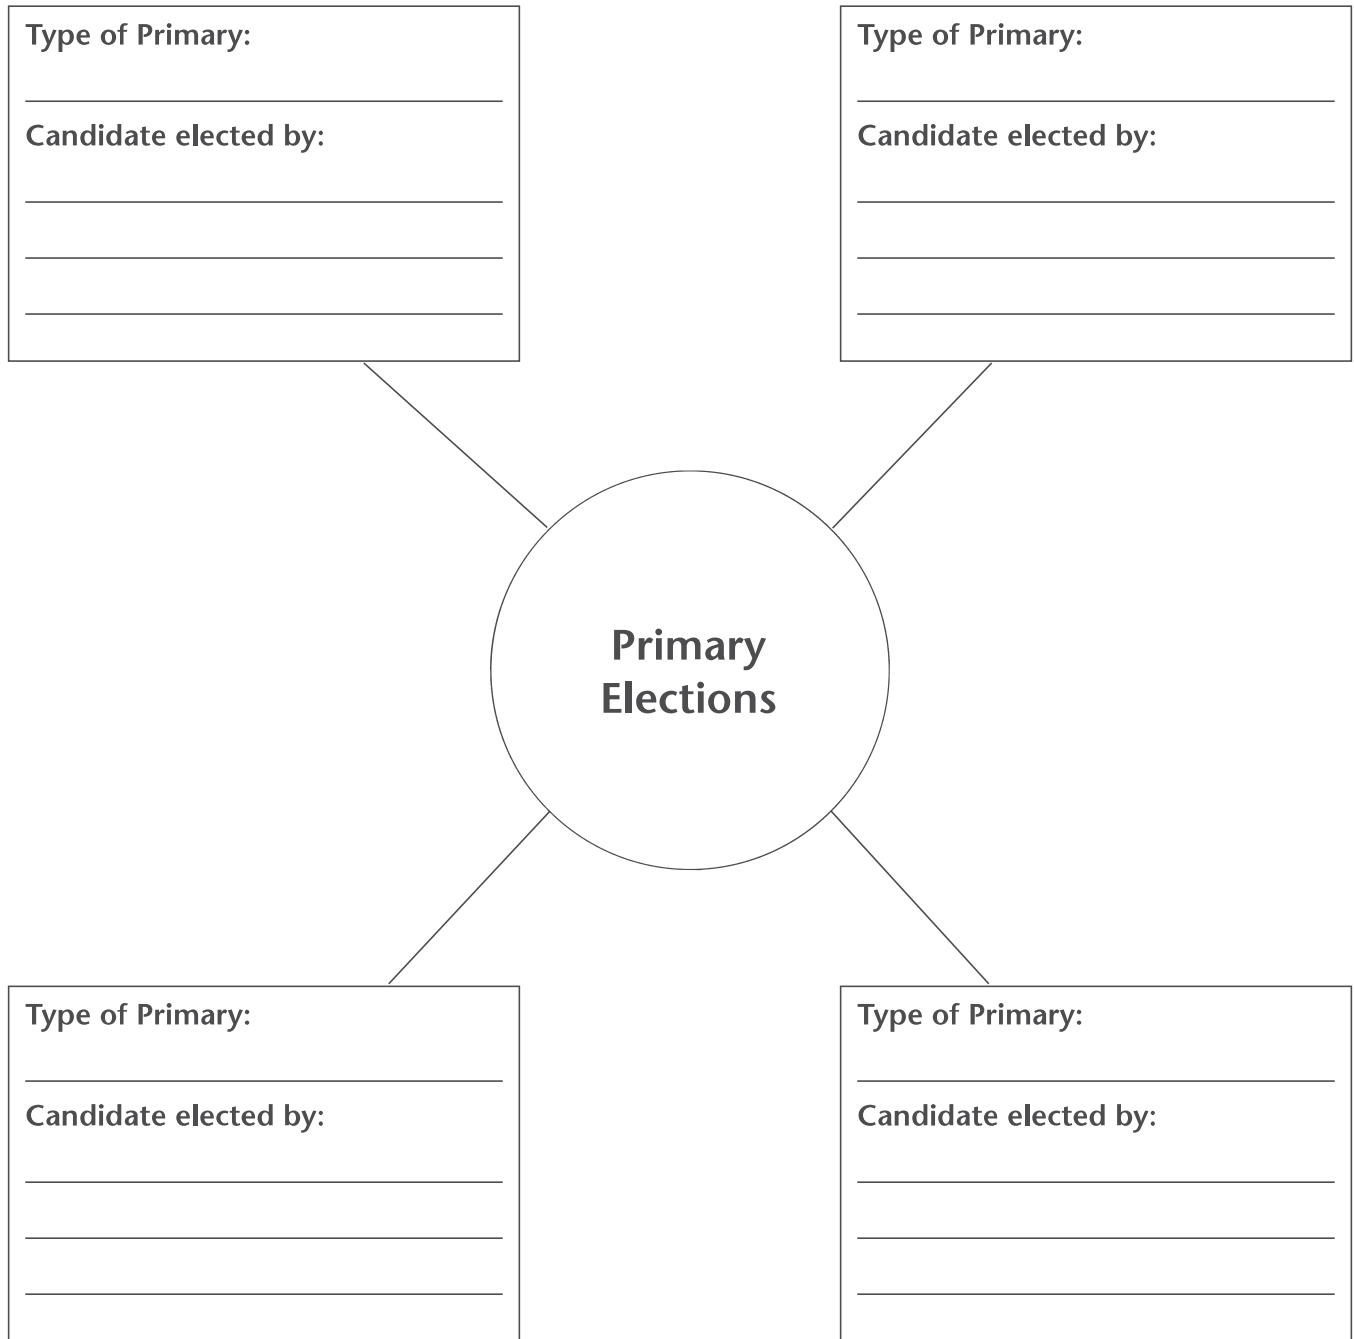 Type of Primary:
Candidate elected by:
Type of Primary:
Candidate elected by:
Primary
Elections
Type of Primary:
Candidate elected by:
Type of Primary:
Candidate elected by: